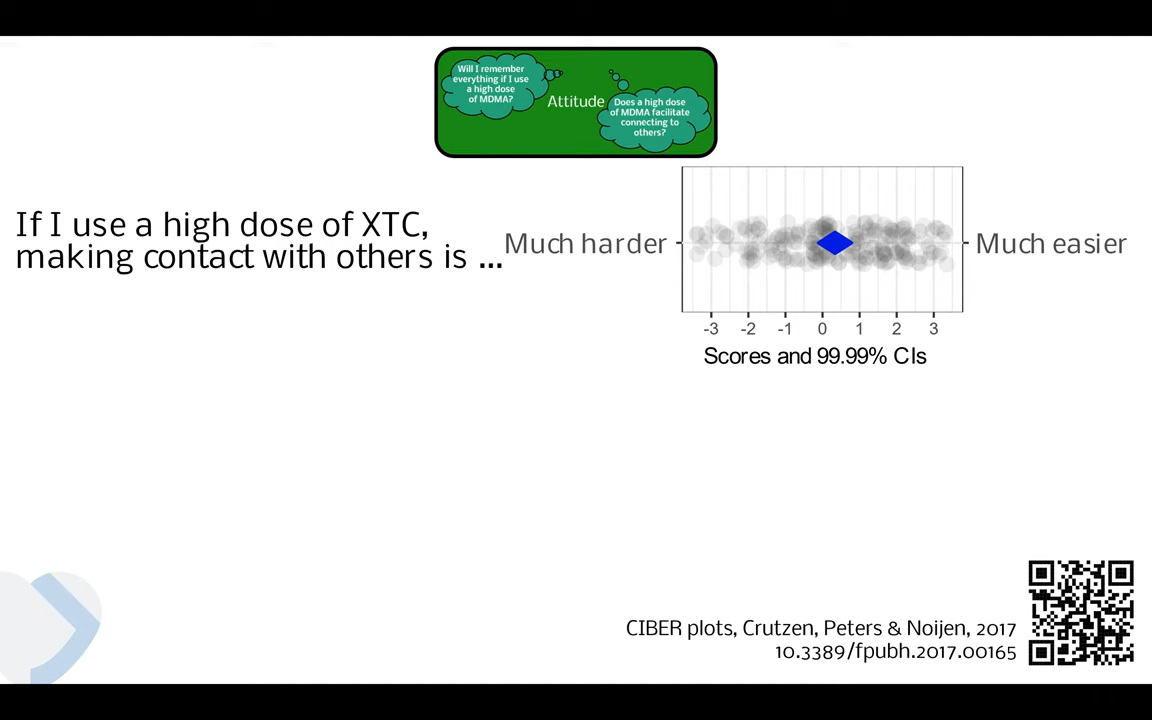 Will I remember
everything if I use
a high dose
of MDMA?
Attitude
Does a high dose
of MDMA facilitate
connecting to
others?
If I use a high dose of XTC,
making contact with others is ...
Much harder
Much easier
-3 -2 -1 0 1 2 3
Scores and 99.99% CIs
CIBER plots, Crutzen, Peters & Noijen, 2017
10.3389/fpubh.2017.00165